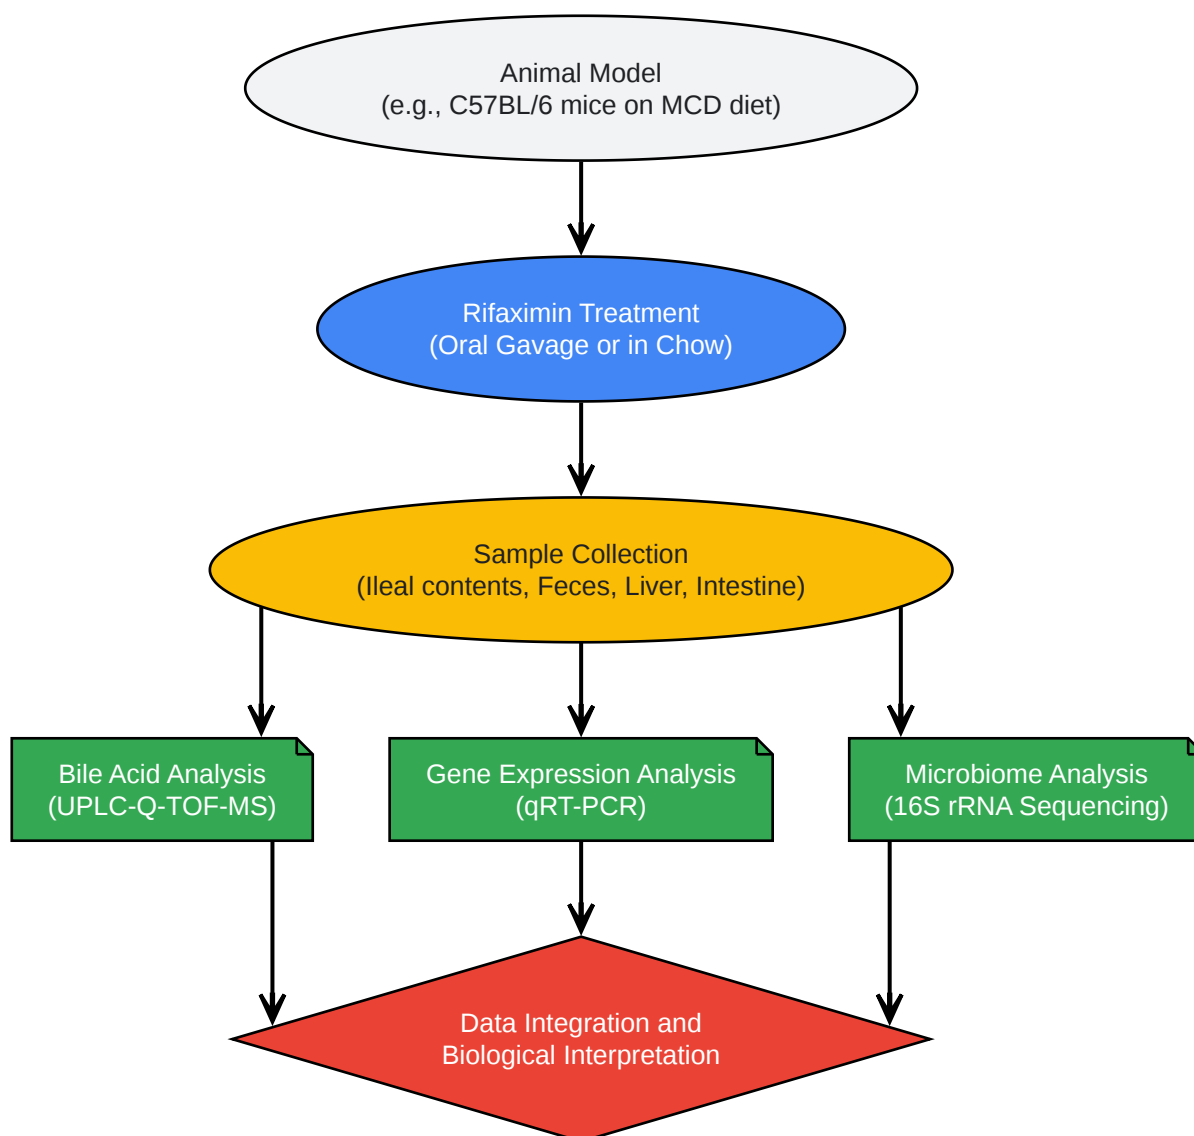 Animal Model
(e.g., C57BL/6 mice on MCD diet)
Rifaximin Treatment
(Oral Gavage or in Chow)
Sample Collection
(Ileal contents, Feces, Liver, Intestine)
Bile Acid Analysis
(UPLC-Q-TOF-MS)
Gene Expression Analysis
(qRT-PCR)
Microbiome Analysis
(16S rRNA Sequencing)
Data Integration and
Biological Interpretation